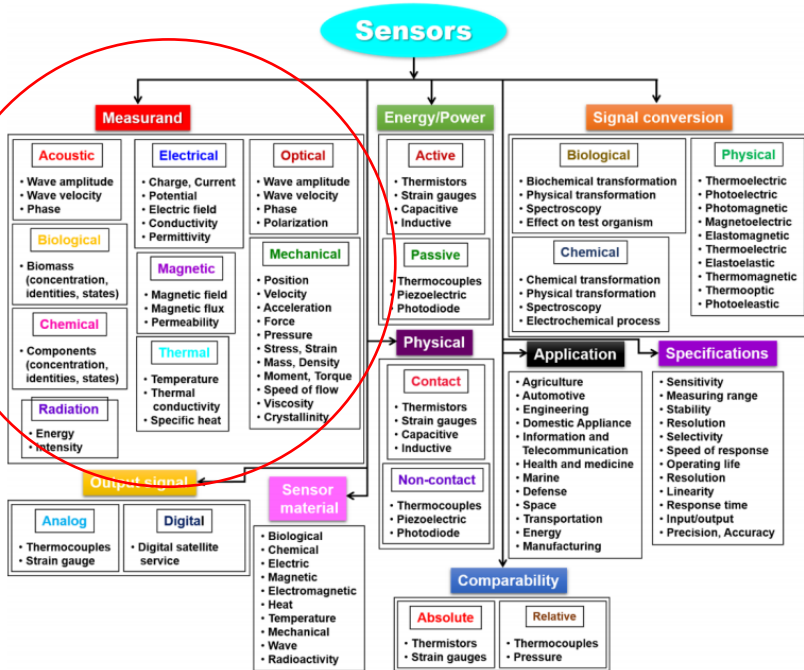 Sensors
Measurand
Acoustic
• Wave amplitude
• Wave velocity
• Phase
Biological
• Biomass
(concentration,
identities, states)
Chemical
• Components
(concentration,
identities, states)
Radiation
• Energy
• Intensity
Electrical
• Charge, Current
• Potential
• Electric field
• Conductivity
• Permittivity
Magnetic
• Magnetic field
• Magnetic flux
• Permeability
Thermal
• Temperature
• Thermal
conductivity
• Specific heat
Optical
• Wave amplitude
• Wave velocity
• Phase
• Polarization
Mechanical
• Position
• Velocity
• Acceleration
• Force
• Pressure
• Stress, Strain
• Mass, Density
• Moment, Torque
• Speed of flow
• Viscosity
• Crystallinity
Energy/Power
Active
• Thermistors
• Strain gauges
• Capacitive
• Inductive
Passive
• Thermocouples
• Piezoelectric
• Photodiode
Signal conversion
Biological
• Biochemical transformation
• Physical transformation
• Spectroscopy
• Effect on test organism
Chemical
• Chemical transformation
• Physical transformation
• Spectroscopy
• Electrochemical process
Physical
• Thermoelectric
• Photoelectric
• Photomagnetic
• Magnetoelectric
• Elastomagnetic
• Thermoelectric
• Elastoelastic
• Thermomagnetic
• Thermooptic
• Photoeleastic
Physical
Contact
• Thermistors
• Strain gauges
• Capacitive
• Inductive
Non-contact
• Thermocouples
• Piezoelectric
• Photodiode
Application
• Agriculture
• Automotive
• Engineering
• Domestic Appliance
• Information and
Telecommunication
• Health and medicine
• Marine
• Defense
• Space
• Transportation
• Energy
• Manufacturing
Specifications
• Sensitivity
• Measuring range
• Stability
• Resolution
• Selectivity
• Speed of response
• Operating life
• Resolution
• Linearity
• Response time
• Input/output
• Precision, Accuracy
Output signal
Analog
• Thermocouples
• Strain gauge
Digital
• Digital satellite
service
Sensor
material
• Biological
• Chemical
• Electric
• Magnetic
• Electromagnetic
• Heat
• Temperature
• Mechanical
• Wave
• Radioactivity
Comparability
Absolute
• Thermistors
• Strain gauges
Relative
• Thermocouples
• Pressure